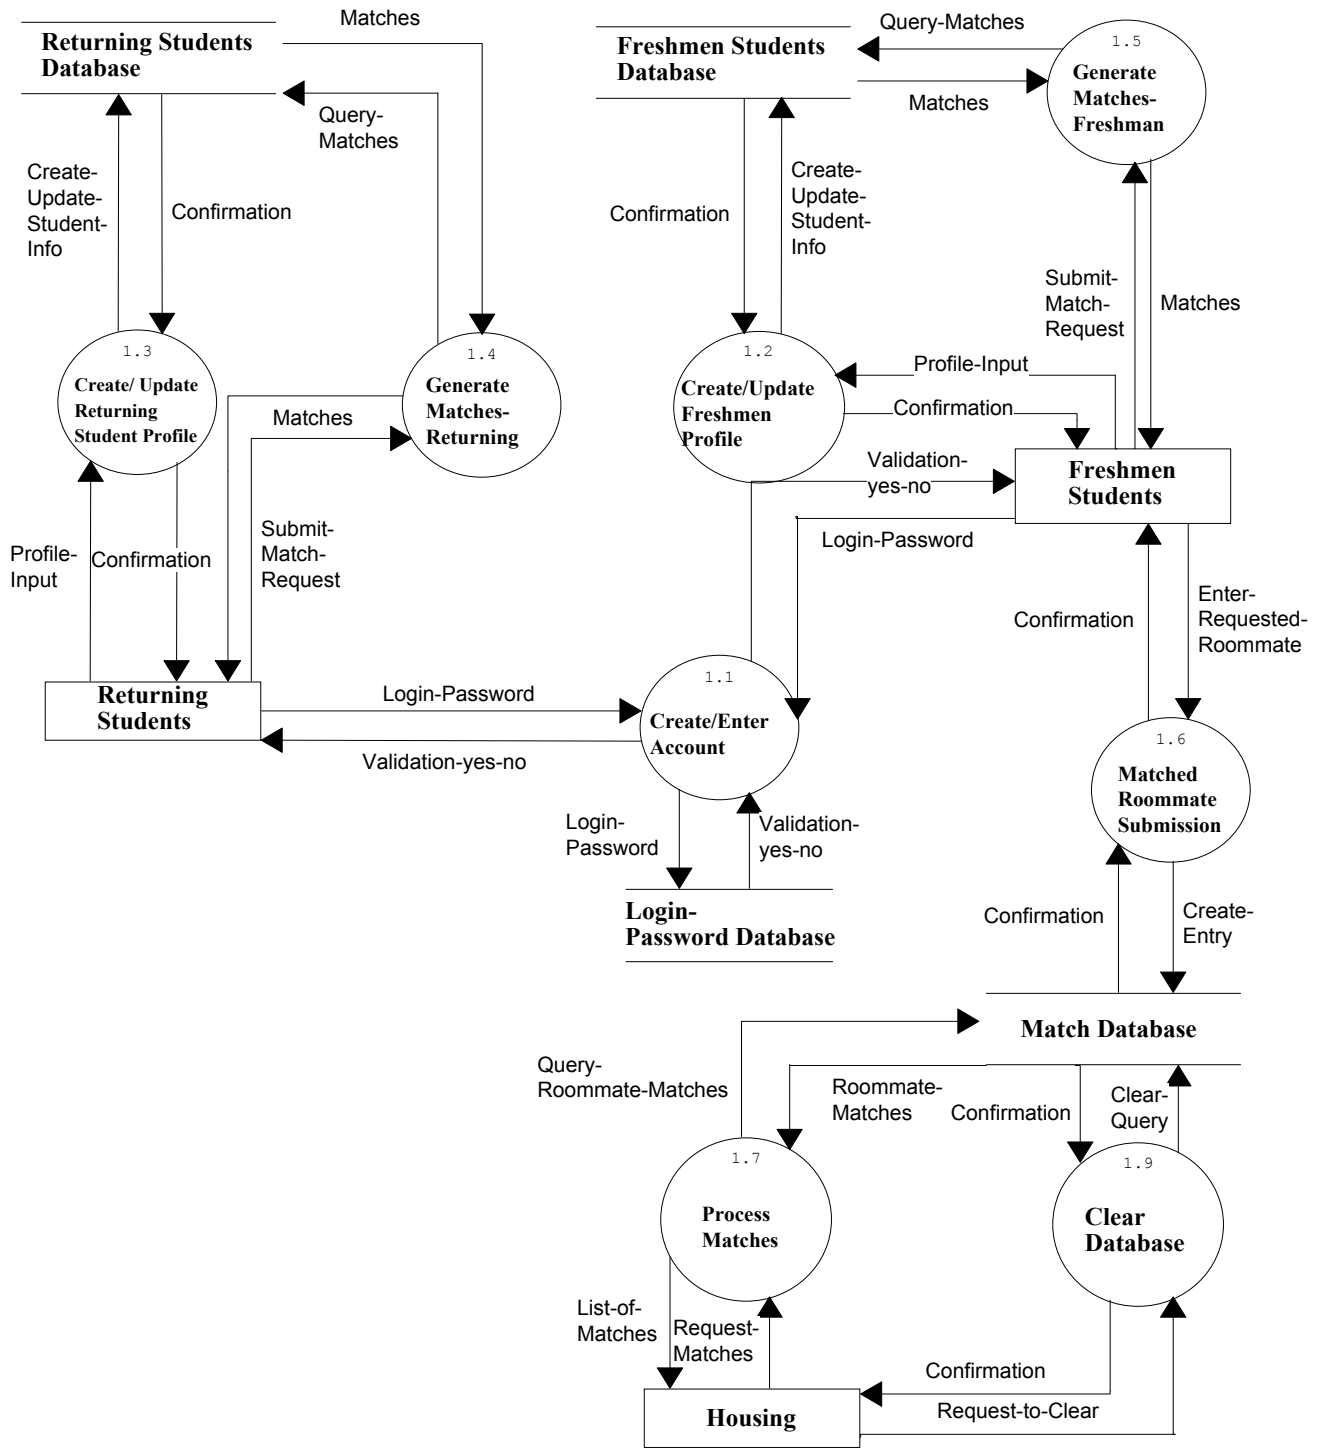 Matches
Returning Students
Database
Query-
Matches
Create-
Update-
Student-
Info
Confirmation
1.3
Create/ Update
Returning
Student Profile
1.4
Generate
Matches-
Returning
Matches
Submit-
Match-
Request
Profile-
Input
Confirmation
Returning
Students
Login-Password
Validation-yes-no
Freshmen Students
Database
Query-Matches
Matches
1.5
Generate
Matches-
Freshman
Confirmation
Create-
Update-
Student-
Info
Submit-
Match-
Request
Matches
1.2
Create/Update
Freshmen
Profile
Profile-Input
Confirmation
Validation-
yes-no
Freshmen
Students
Login-Password
Confirmation
Enter-
Requested-
Roommate
1.1
Create/Enter
Account
Login-
Password
Validation-
yes-no
Login-
Password Database
1.6
Matched
Roommate
Submission
Confirmation
Create-
Entry
Match Database
Query-
Roommate-Matches
Roommate-
Matches
Confirmation
Clear-
Query
1.7
Process
Matches
1.9
Clear
Database
List-of-
Matches
Request-
Matches
Confirmation
Request-to-Clear
Housing